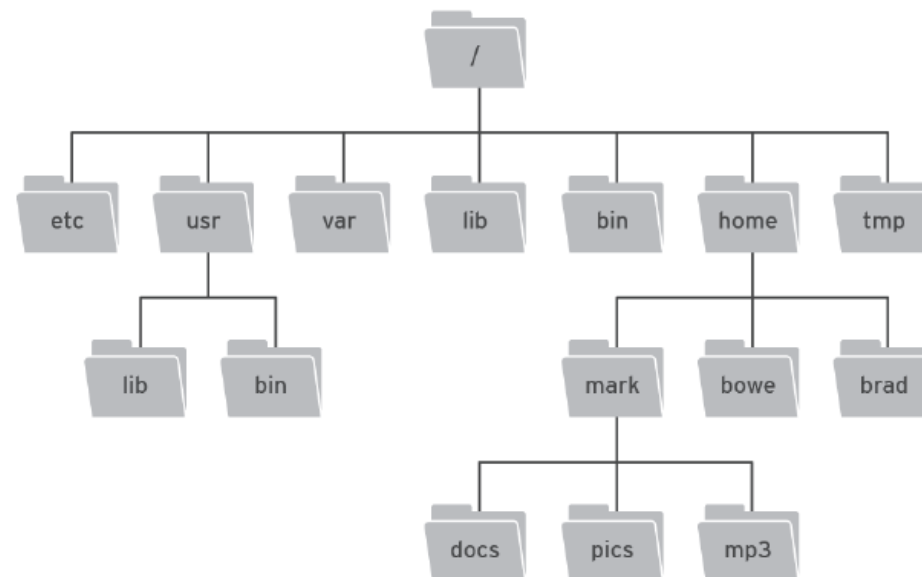 /
etc usr var lib bin home tmp
lib bin mark bowe brad
docs pics mp3